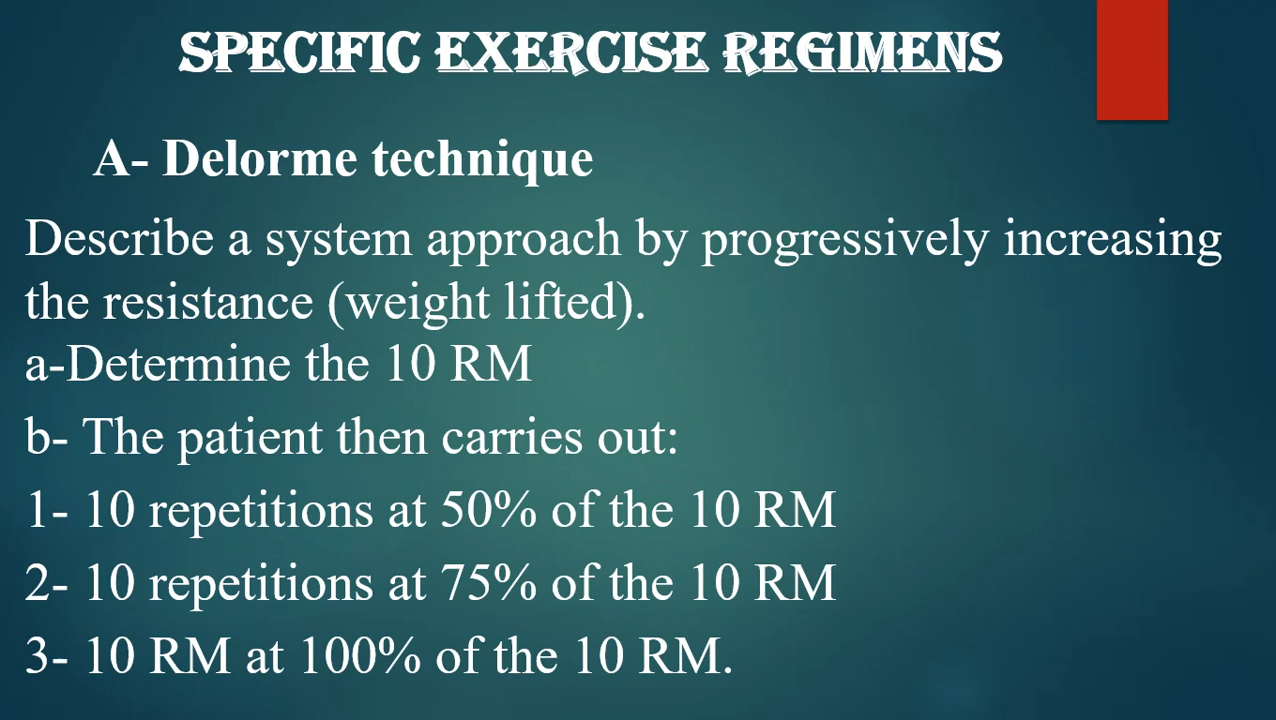 SPECIFIC EXERCISE REGIMENS
A- Delorme technique
Describe a system approach by progressively increasing
the resistance (weight lifted).
a-Determine the 10 RM
b- The patient then carries out:
1- 10 repetitions at 50% of the 10 RM
2- 10 repetitions at 75% of the 10 RM
3- 10 RM at 100% of the 10 RM.